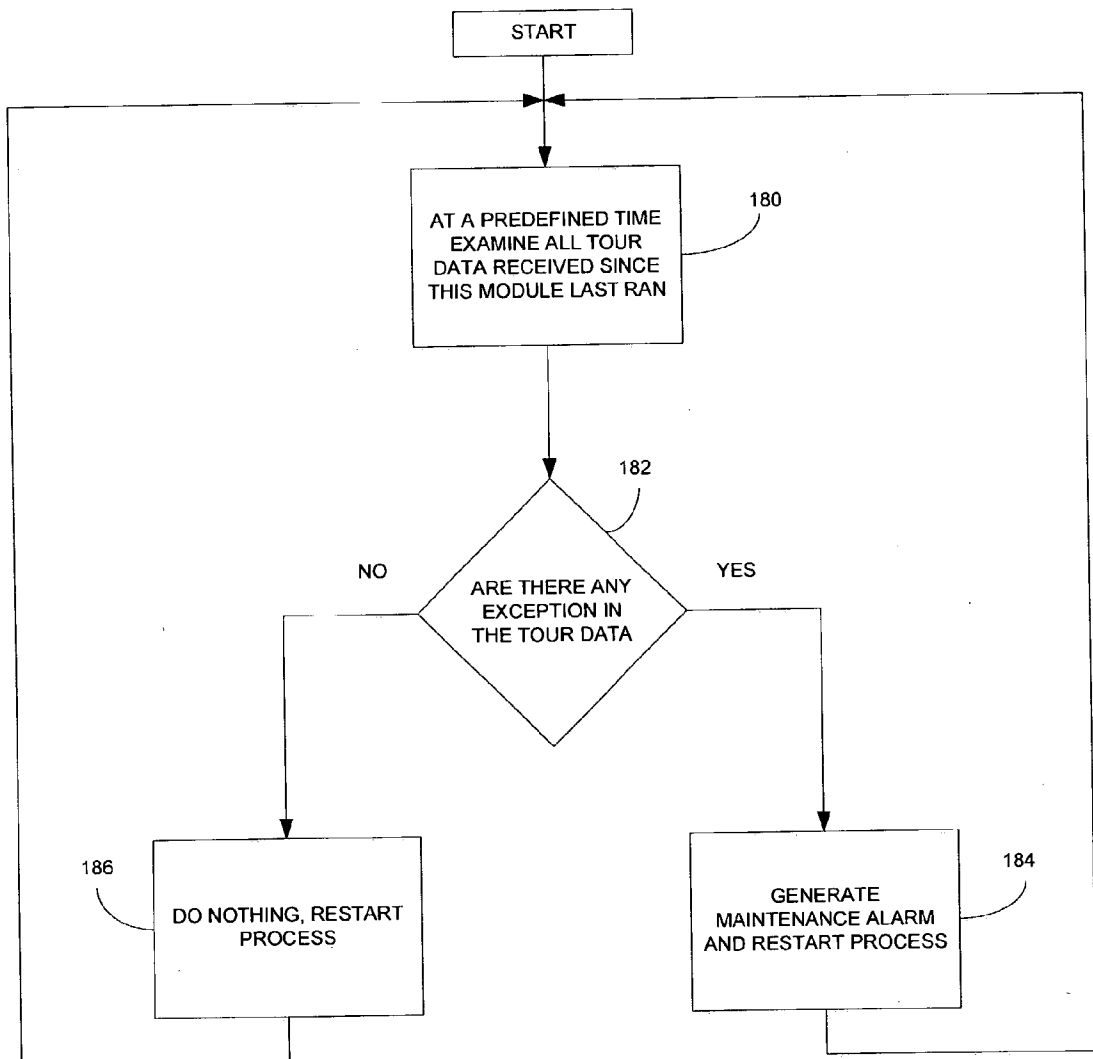 START
AT A PREDEFINED TIME
EXAMINE ALL TOUR
DATA RECEIVED SINCE
THIS MODULE LAST RAN
180
182
NO
YES
ARE THERE ANY
EXCEPTION IN
THE TOUR DATA
186
DO NOTHING, RESTART
PROCESS
GENERATE
MAINTENANCE ALARM
AND RESTART PROCESS
184